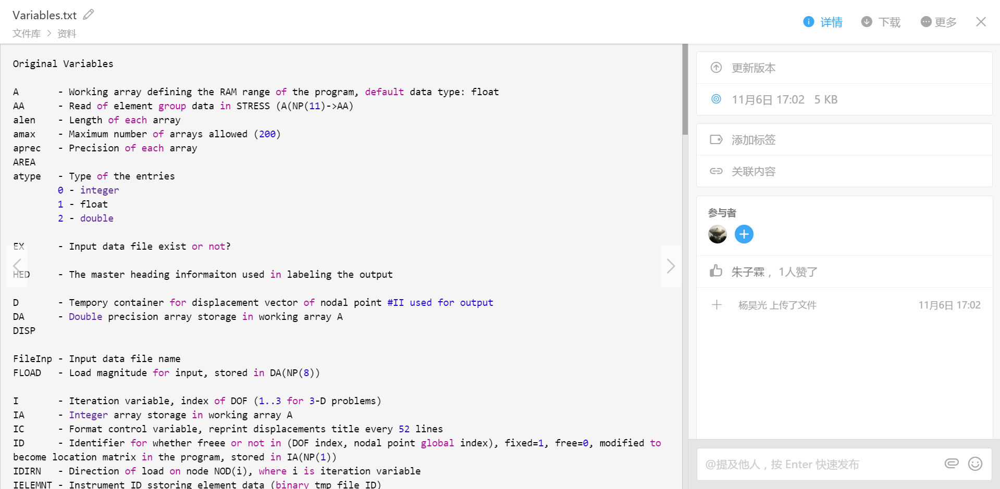 Variables.txt
文件库 > 资料
详情
下载
更多
Original Variables
A - Working array defining the RAM range of the program, default data type: float
AA - Read of element group data in STRESS (A(NP(11)->AA)
alen - Length of each array
amax - Maximum number of arrays allowed (200)
aprec - Precision of each array
AREA
atype - Type of the entries
0 - integer
1 - float
2 - double
EX - Input data file exist or not?
HED - The master heading informaiton used in labeling the output
D - Tempory container for displacement vector of nodal point #II used for output
DA - Double precision array storage in working array A
DISP
FileInp - Input data file name
FLOAD - Load magnitude for input, stored in DA(NP(8))
I - Iteration variable, index of DOF (1..3 for 3-D problems)
IA - Integer array storage in working array A
IC - Format control variable, reprint displacements title every 52 lines
ID - Identifier for whether freee or not in (DOF index, nodal point global index), fixed=1, free=0, modified to
become location matrix in the program, stored in IA(NP(1))
IDIRN - Direction of load on node NOD(i), where i is iteration variable
IELEMNT - Instrument ID sstoring element data (binary tmp file ID)
更新版本
11月6日 17:02 5 KB
添加标签
关联内容
参与者
朱子霖 ，1人赞了
杨昊光 上传了文件 11月6日 17:02
@提及他人，按 Enter 快速发布